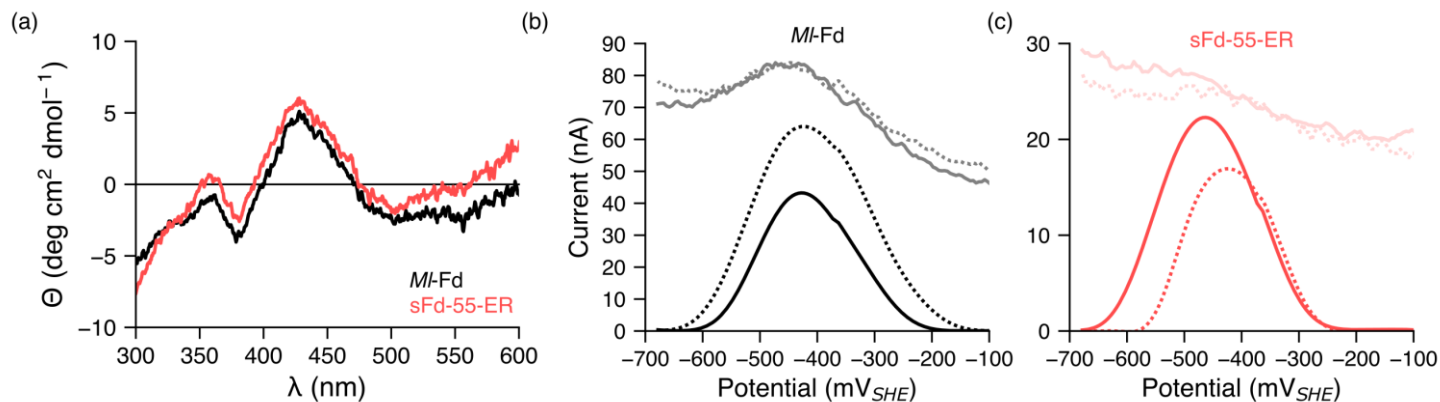 (a)
10
5
0
−5
−10
Θ (deg cm² dmol⁻¹)
Ml-Fd
sFd-55-ER
300 350 400 450 500 550 600
λ (nm)
(b)
Ml-Fd
90
80
70
60
50
40
30
20
10
0
Current (nA)
−700 −600 −500 −400 −300 −200 −100
Potential (mV_SHE)
(c)
sFd-55-ER
30
20
10
0
−700 −600 −500 −400 −300 −200 −100
Potential (mV_SHE)